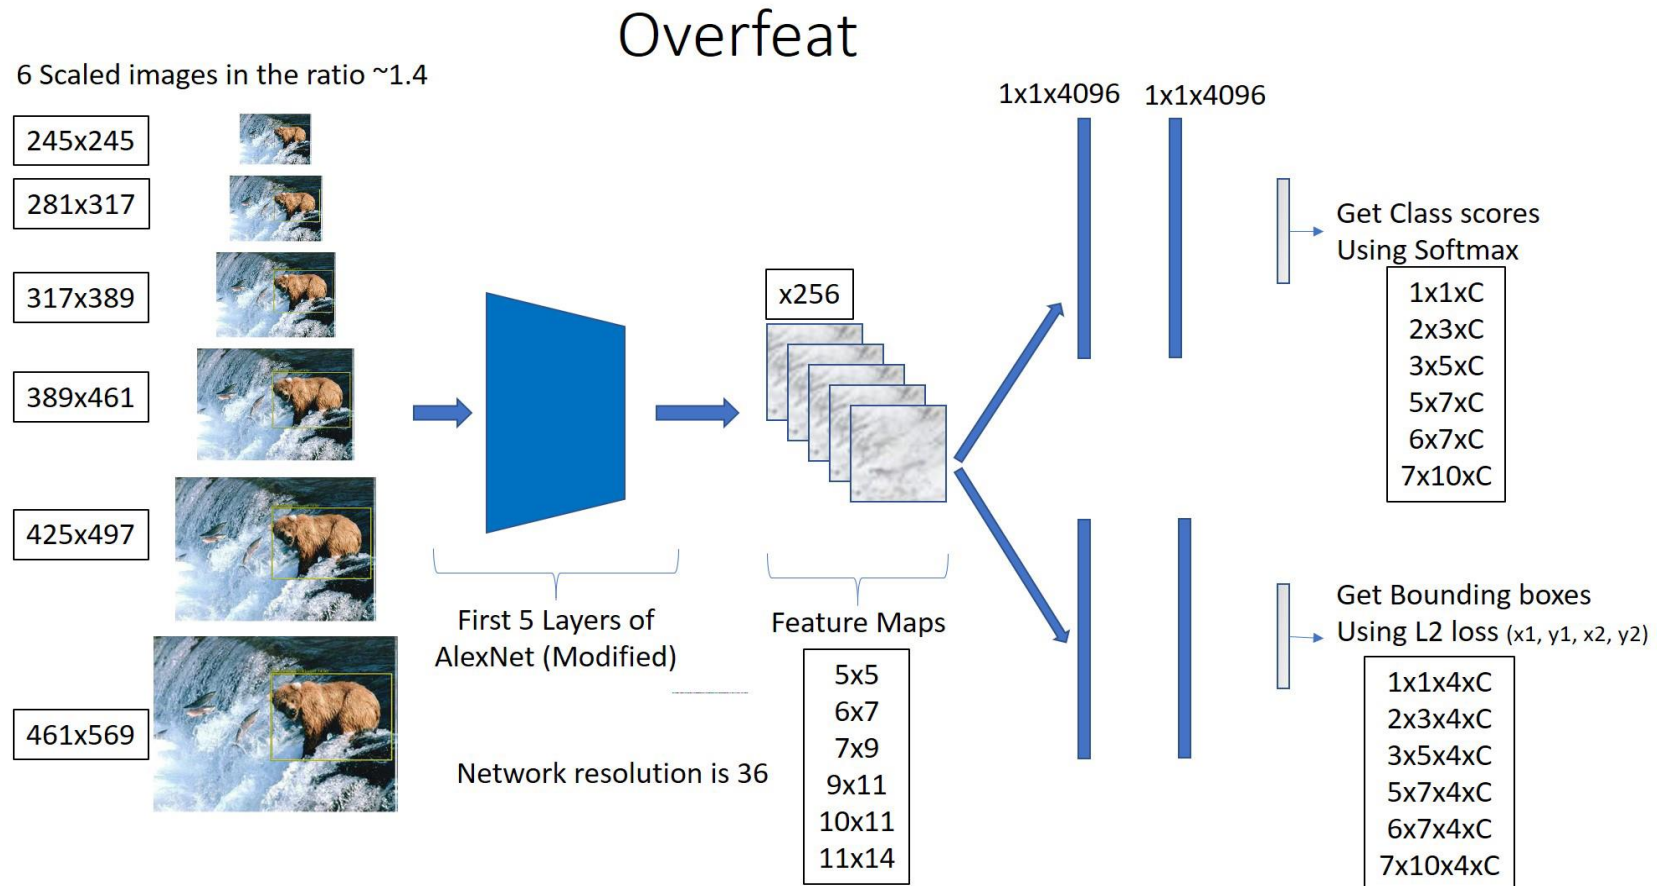 Overfeat
6 Scaled images in the ratio ~1.4
245x245
281x317
317x389
389x461
425x497
461x569
First 5 Layers of
AlexNet (Modified)
Network resolution is 36
x256
Feature Maps
5x5
6x7
7x9
9x11
10x11
11x14
1x1x4096 1x1x4096
Get Class scores
Using Softmax
1x1xC
2x3xC
3x5xC
5x7xC
6x7xC
7x10xC
Get Bounding boxes
Using L2 loss (x1, y1, x2, y2)
1x1x4xC
2x3x4xC
3x5x4xC
5x7x4xC
6x7x4xC
7x10x4xC